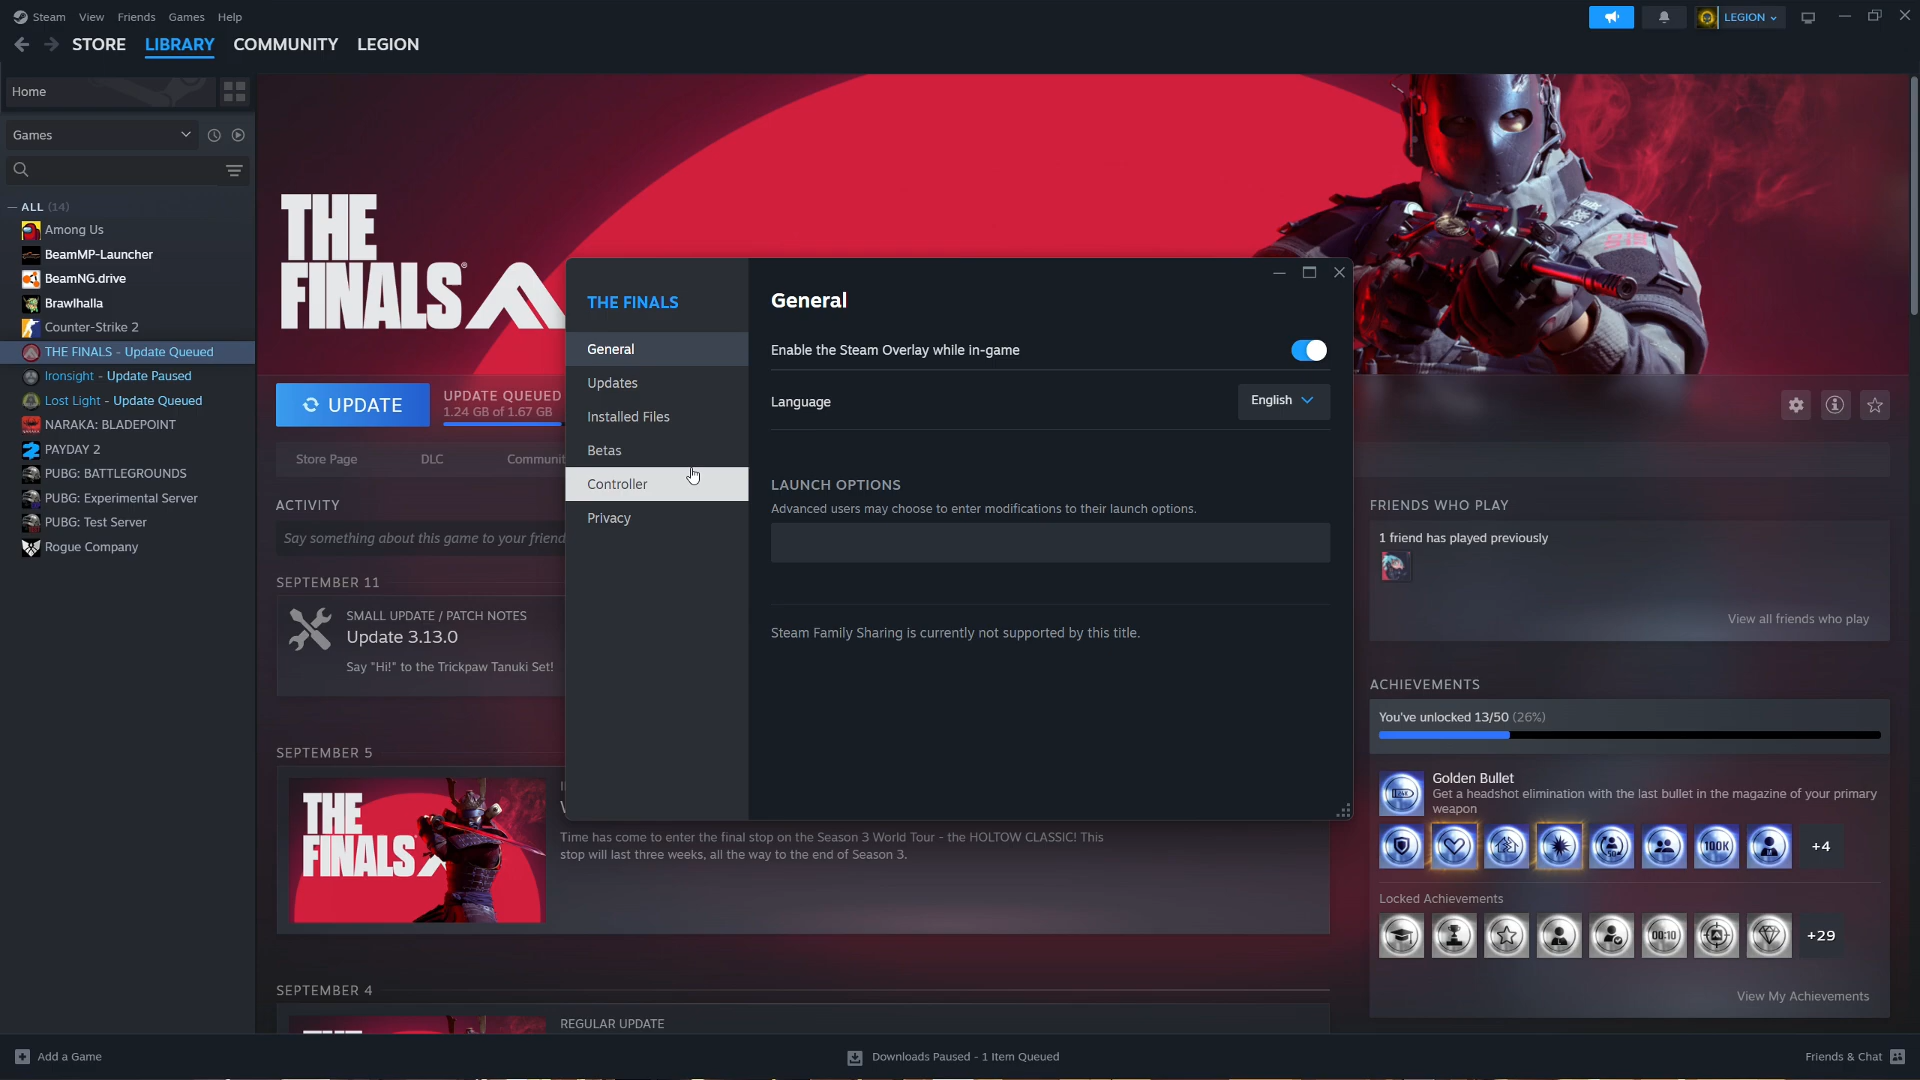 Steam View Friends Games Help
LEGION
STORE LIBRARY COMMUNITY LEGION
Home
Games
ALL (14)
Among Us
BeamMP-Launcher
BeamNG.drive
Brawlhalla
Counter-Strike 2
THE FINALS - Update Queued
Ironsight - Update Paused
Lost Light - Update Queued
NARAKA: BLADEPOINT
PAYDAY 2
PUBG: BATTLEGROUNDS
PUBG: Experimental Server
PUBG: Test Server
Rogue Company
THE
FINALS
UPDATE
UPDATE QUEUED
1.24 GB of 1.67 GB
Store Page DLC
ACTIVITY
Say something about this game to your friend
SEPTEMBER 11
SMALL UPDATE / PATCH NOTES
Update 3.13.0
Say "Hi!" to the Trickpaw Tanuki Set!
SEPTEMBER 5
THE
FINALS
Time has come to enter the final stop on the Season 3 World Tour - the HOLTOW CLASSIC! This
stop will last three weeks, all the way to the end of Season 3.
SEPTEMBER 4
REGULAR UPDATE
THE FINALS
General
Updates
Installed Files
Betas
Controller
Privacy
General
Enable the Steam Overlay while in-game
Language English
LAUNCH OPTIONS
Advanced users may choose to enter modifications to their launch options.
Steam Family Sharing is currently not supported by this title.
FRIENDS WHO PLAY
1 friend has played previously
View all friends who play
ACHIEVEMENTS
You've unlocked 13/50 (26%)
Golden Bullet
Get a headshot elimination with the last bullet in the magazine of your primary
weapon
50 100K
+4
Locked Achievements
00:10
+29
View My Achievements
Add a Game
Downloads Paused - 1 Item Queued
Friends & Chat